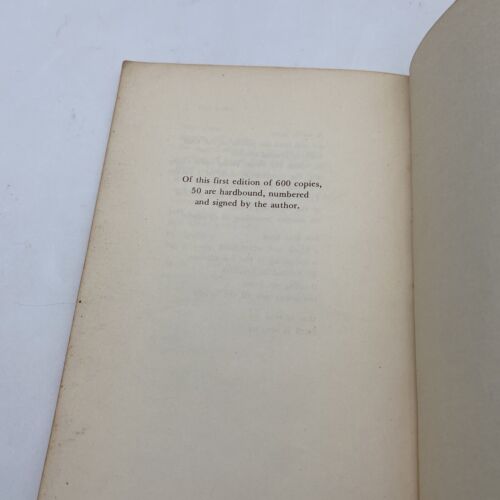 Of this first edition of 600 copies,
50 are hardbound, numbered
and signed by the author.